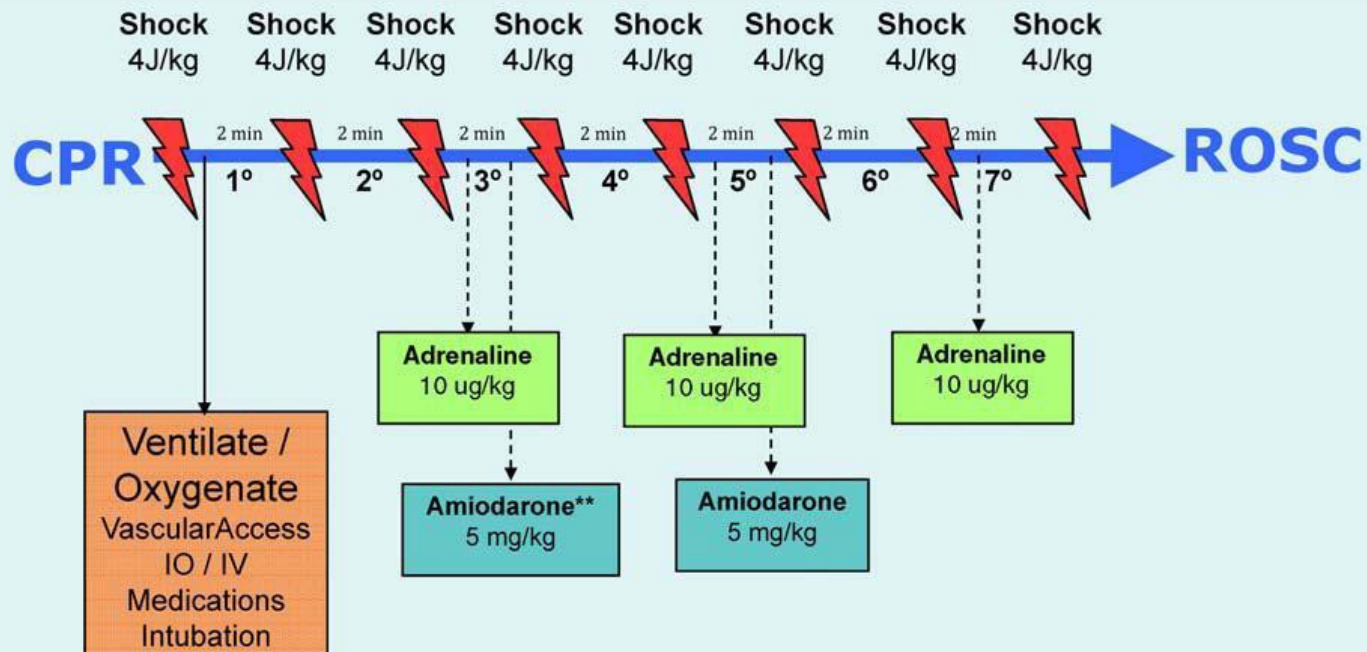 Shock Shock Shock Shock Shock Shock Shock Shock
4J/kg 4J/kg 4J/kg 4J/kg 4J/kg 4J/kg 4J/kg 4J/kg
2 min 2 min 2 min 2 min 2 min 2 min 2 min
CPR ROSC
1º 2º 3º 4º 5º 6º 7º
Adrenaline
10 ug/kg
Adrenaline
10 ug/kg
Adrenaline
10 ug/kg
Ventilate /
Oxygenate
VascularAccess
IO / IV
Medications
Intubation
Amiodarone**
5 mg/kg
Amiodarone
5 mg/kg